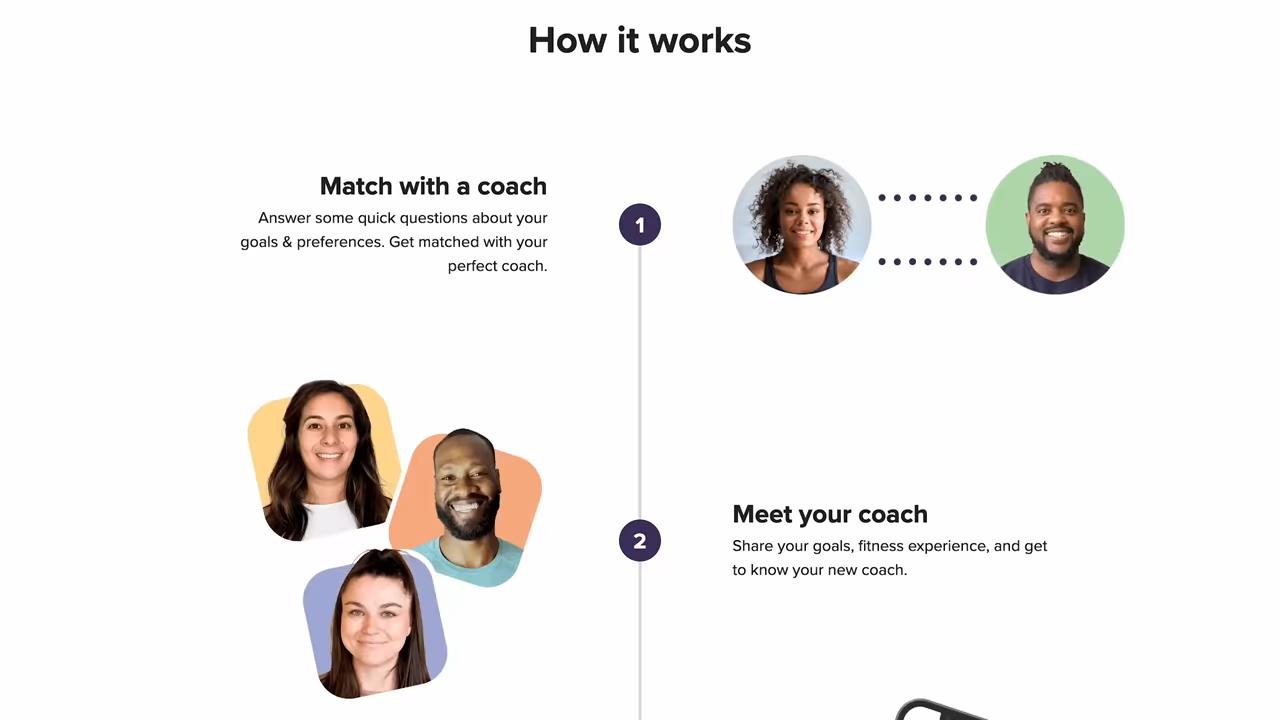 How it works
Match with a coach
Answer some quick questions about your
goals & preferences. Get matched with your
perfect coach.
1
2
Meet your coach
Share your goals, fitness experience, and get
to know your new coach.